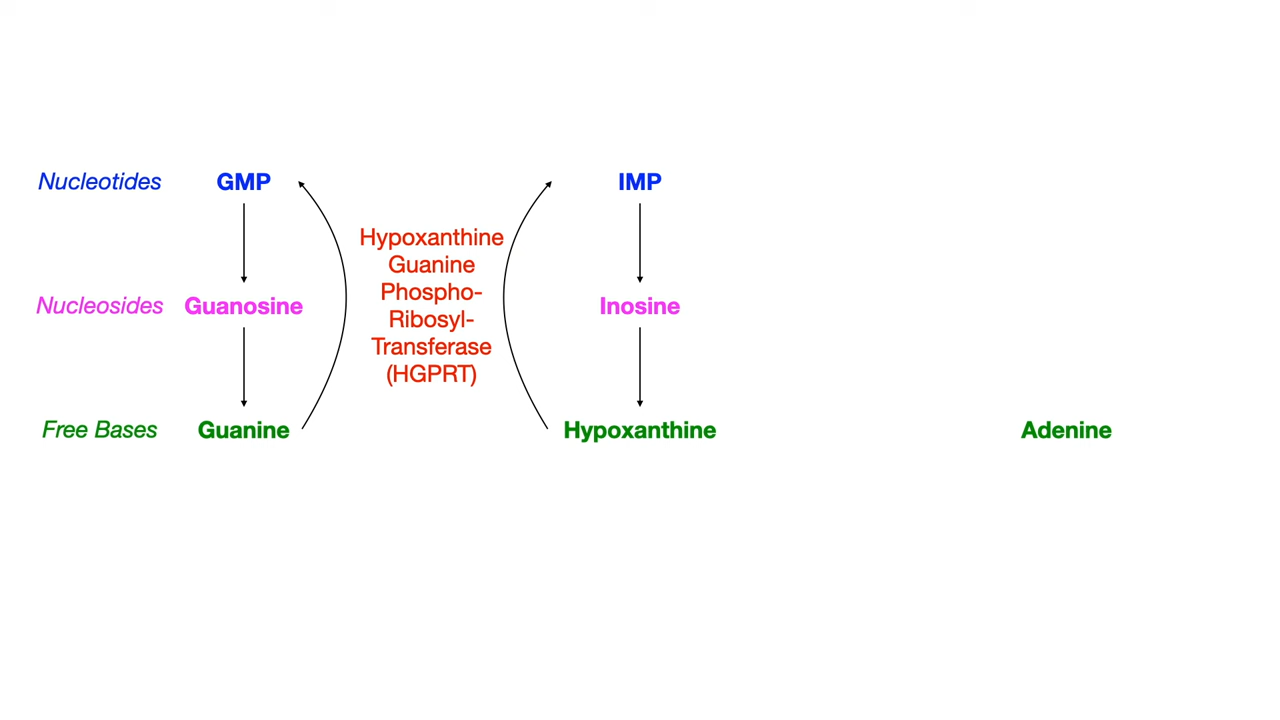 Nucleotides GMP IMP
Hypoxanthine
Guanine
Phospho-
Ribosyl-
Transferase
(HGPRT)
Nucleosides Guanosine Inosine
Free Bases Guanine Hypoxanthine Adenine